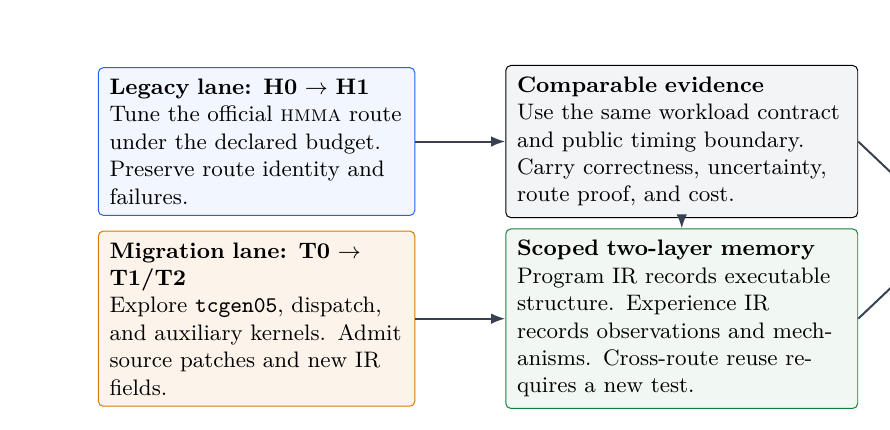 Legacy lane: H0 → H1
Tune the official HMMA route
under the declared budget.
Preserve route identity and
failures.
Comparable evidence
Use the same workload contract
and public timing boundary.
Carry correctness, uncertainty,
route proof, and cost.
Migration lane: T0 →
T1/T2
Explore tcgen05, dispatch,
and auxiliary kernels. Admit
source patches and new IR
fields.
Scoped two-layer memory
Program IR records executable
structure. Experience IR
records observations and mech-
anisms. Cross-route reuse re-
quires a new test.